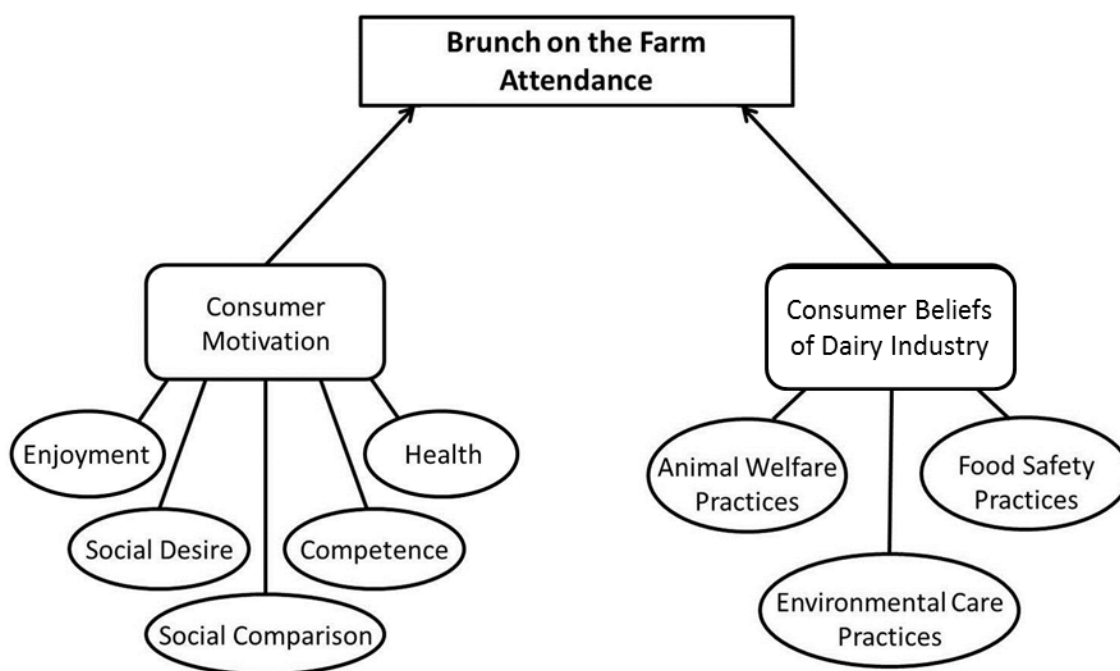 Brunch on the Farm
Attendance
Consumer
Motivation
Consumer Beliefs
of Dairy Industry
Enjoyment
Health
Social Desire
Competence
Social Comparison
Animal Welfare
Practices
Food Safety
Practices
Environmental Care
Practices